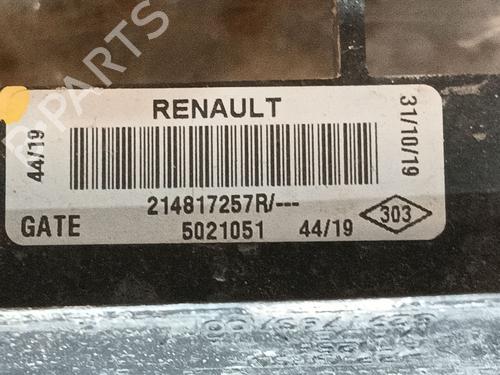 B-PARTS
RENAULT
44/19
31/10/19
214817257R/---
GATE
5021051
44/19
303